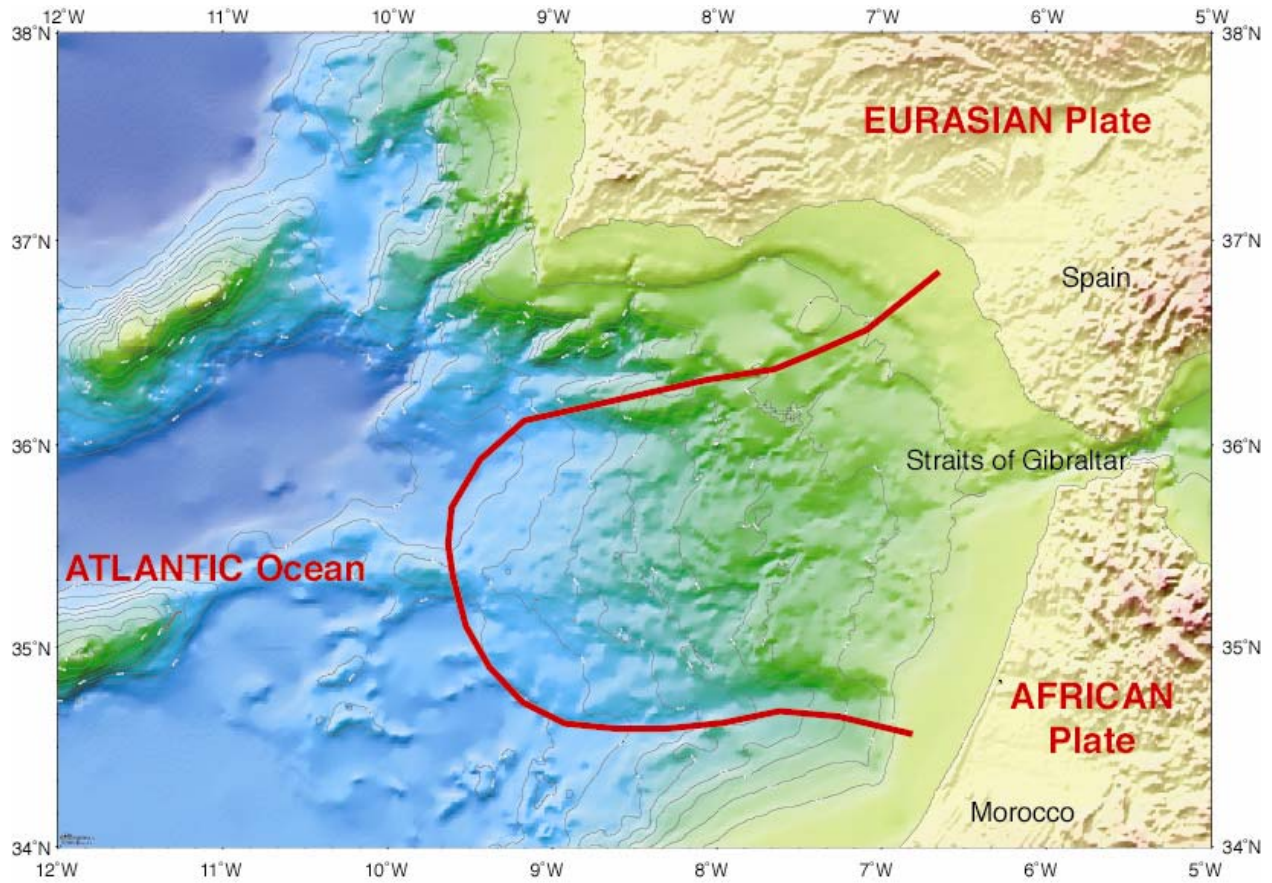 12˚W 11˚W 10˚W 9˚W 8˚W 7˚W 6˚W 5˚W
38˚N 38˚N
EURASIAN Plate
37˚N 37˚N
Spain
36˚N 36˚N
Straits of Gibraltar
ATLANTIC Ocean
35˚N 35˚N
AFRICAN
Plate
Morocco
34˚N 34˚N
12˚W 11˚W 10˚W 9˚W 8˚W 7˚W 6˚W 5˚W